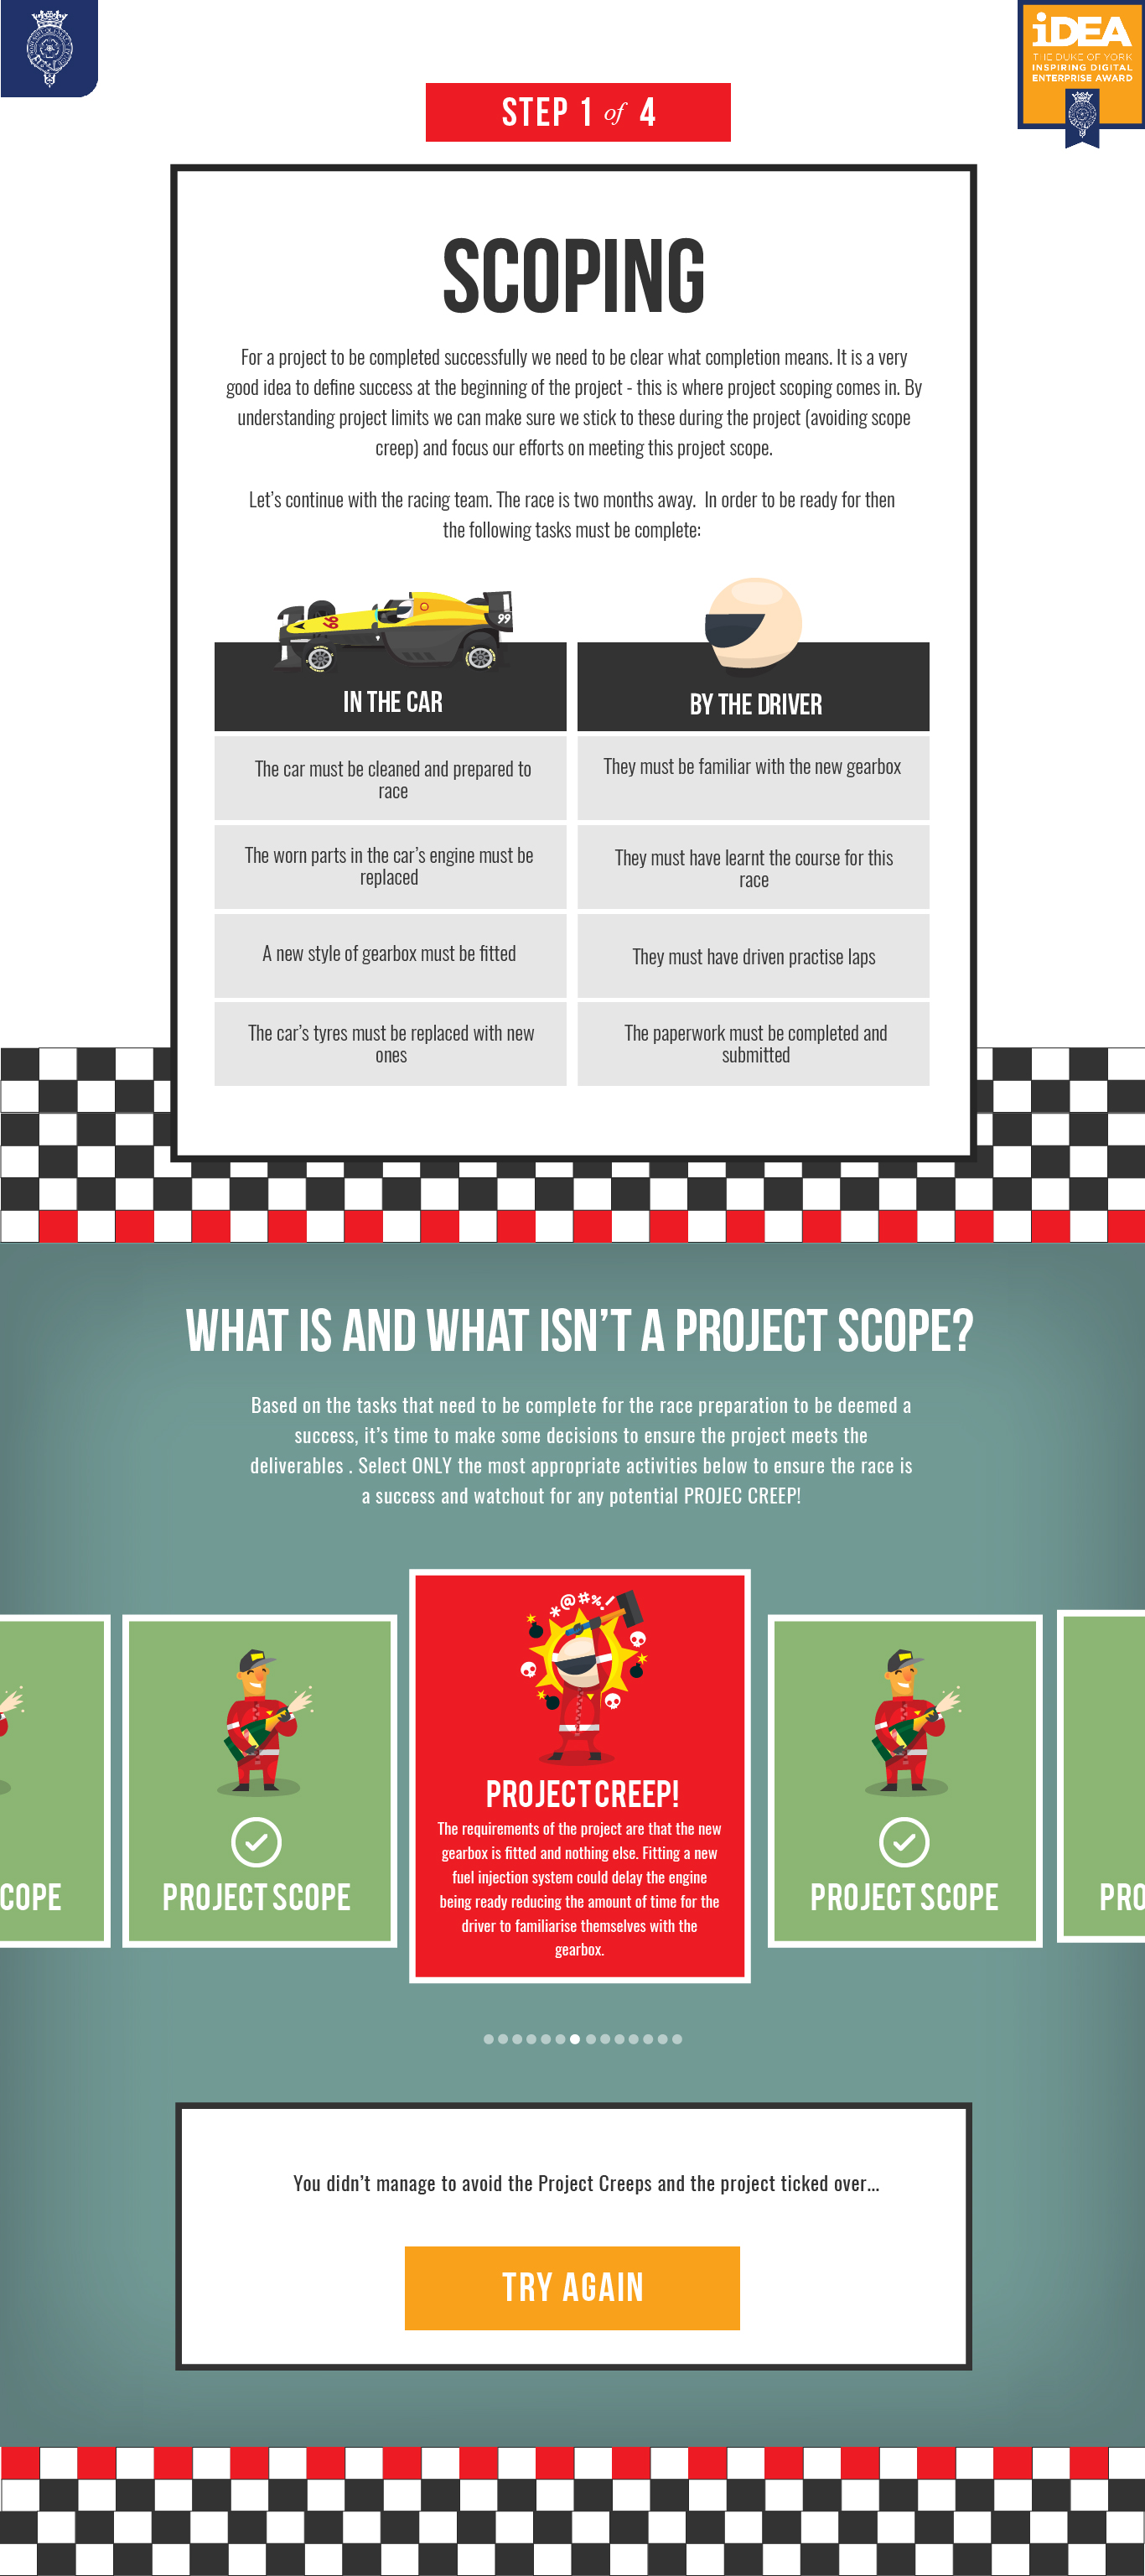 iDEA
THE DUKE OF YORK
INSPIRING DIGITAL
ENTERPRISE AWARD
STEP 1 of 4
SCOPING
For a project to be completed successfully we need to be clear what completion means. It is a very
good idea to define success at the beginning of the project - this is where project scoping comes in. By
understanding project limits we can make sure we stick to these during the project (avoiding scope
creep) and focus our efforts on meeting this project scope.
Let’s continue with the racing team. The race is two months away. In order to be ready for then
the following tasks must be complete:
66
99
IN THE CAR
The car must be cleaned and prepared to
race
The worn parts in the car’s engine must be
replaced
A new style of gearbox must be fitted
The car’s tyres must be replaced with new
ones
BY THE DRIVER
They must be familiar with the new gearbox
They must have learnt the course for this
race
They must have driven practise laps
The paperwork must be completed and
submitted
WHAT IS AND WHAT ISN’T A PROJECT SCOPE?
Based on the tasks that need to be complete for the race preparation to be deemed a
success, it’s time to make some decisions to ensure the project meets the
deliverables . Select ONLY the most appropriate activities below to ensure the race is
a success and watchout for any potential PROJEC CREEP!
COPE
PROJECT SCOPE
*@#%!
PROJECT CREEP!
The requirements of the project are that the new
gearbox is fitted and nothing else. Fitting a new
fuel injection system could delay the engine
being ready reducing the amount of time for the
driver to familiarise themselves with the
gearbox.
PROJECT SCOPE
PRO
You didn’t manage to avoid the Project Creeps and the project ticked over...
TRY AGAIN